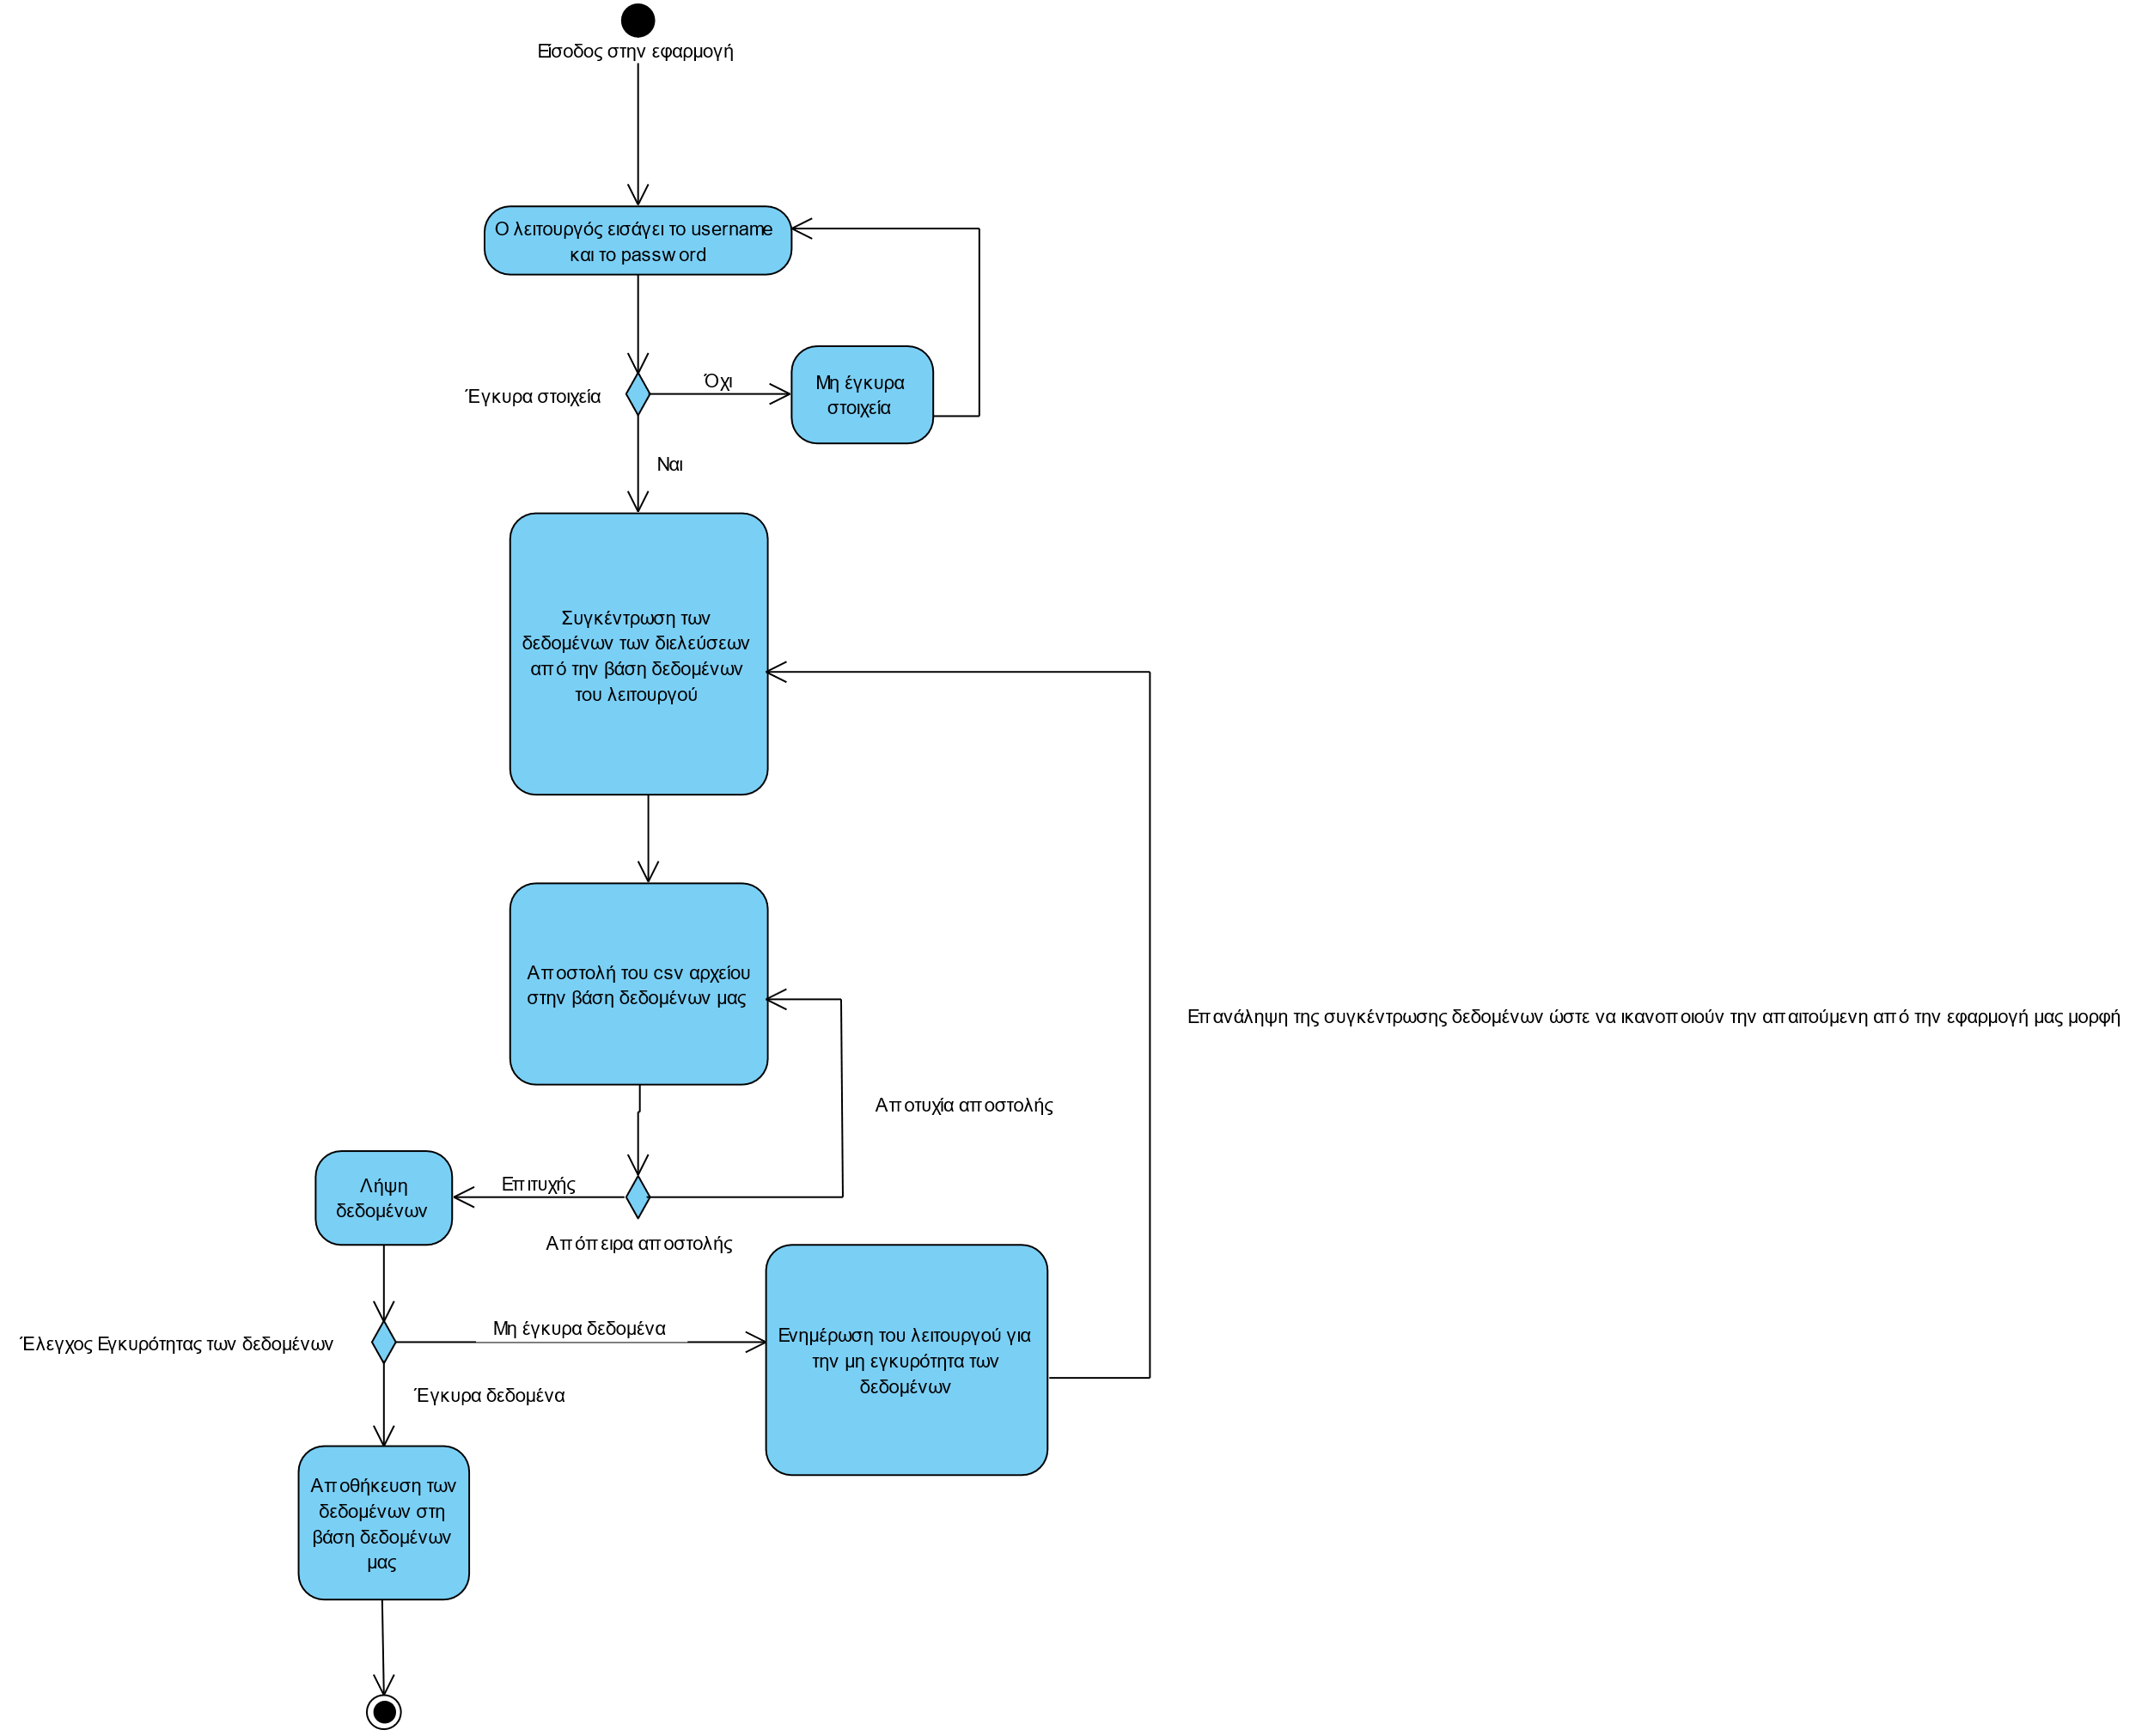 Είσοδος στην εφαρμογή
Ο λειτουργός εισάγει το username
και το password
Έγκυρα στοιχεία
Όχι
Μη έγκυρα
στοιχεία
Ναι
Συγκέντρωση των
δεδομένων των διελεύσεων
από την βάση δεδομένων
του λειτουργού
Αποστολή του csv αρχείου
στην βάση δεδομένων μας
Επανάληψη της συγκέντρωσης δεδομένων ώστε να ικανοποιούν την απαιτούμενη από την εφαρμογή μας μορφή
Αποτυχία αποστολής
Λήψη
δεδομένων
Επιτυχής
Απόπειρα αποστολής
Έλεγχος Εγκυρότητας των δεδομένων
Μη έγκυρα δεδομένα
Ενημέρωση του λειτουργού για
την μη εγκυρότητα των
δεδομένων
Έγκυρα δεδομένα
Αποθήκευση των
δεδομένων στη
βάση δεδομένων
μας